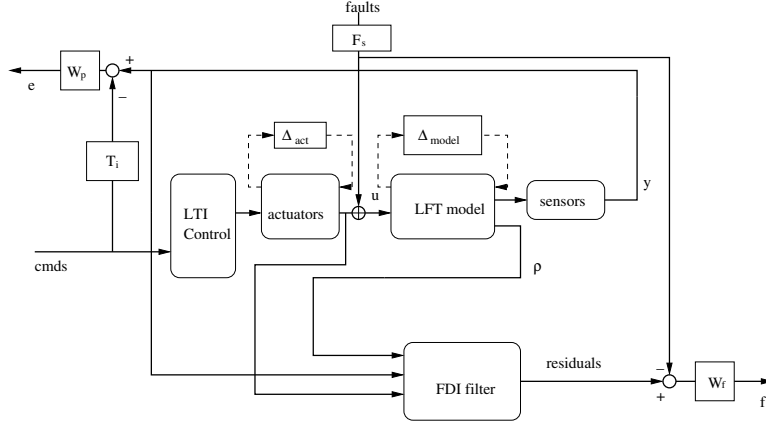 faults
F_s
W_p
+
e
−
Δ_act
Δ_model
T_i
LTI
Control
actuators
u
LFT model
sensors
y
cmds
ρ
residuals
−
FDI filter
+
W_f
f